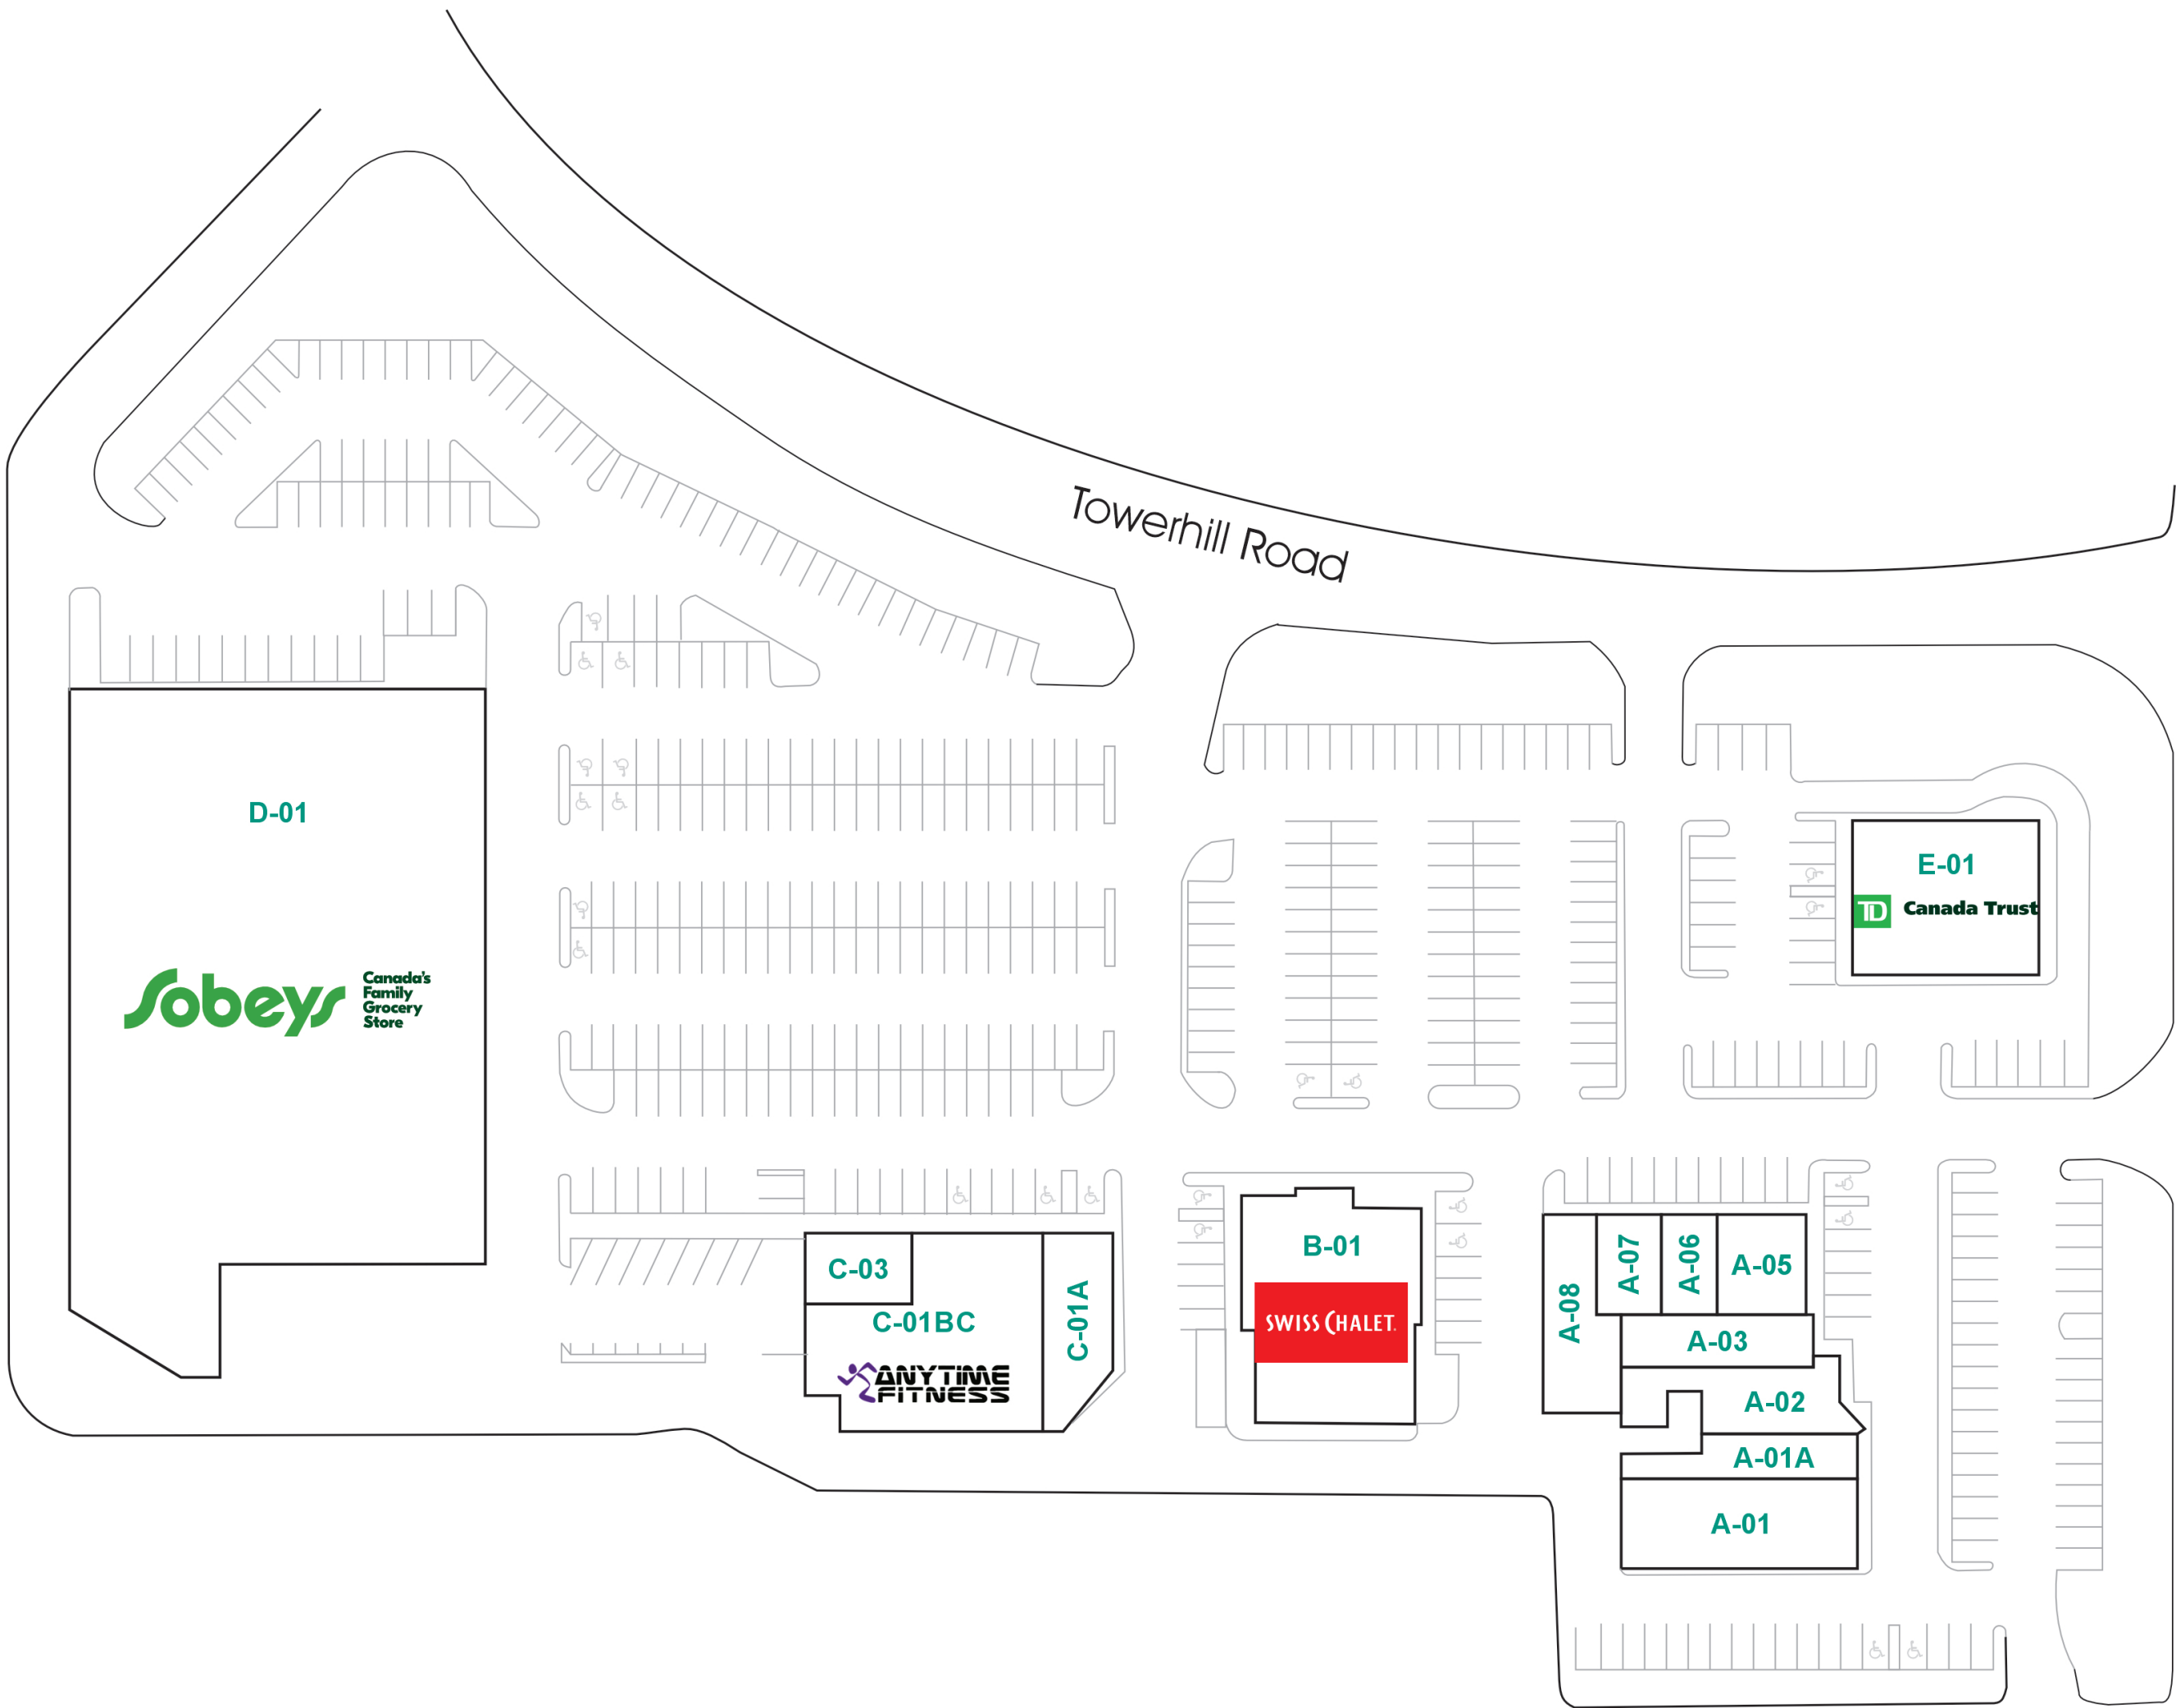 Towerhill Road
D-01
Sobeys
Canada's
Family
Grocery
Store
E-01
TD Canada Trust
B-01
SWISS CHALET.
C-03
C-01BC
C-01A
ANYTIME
FITNESS
A-08
A-07
A-06
A-05
A-03
A-02
A-01A
A-01